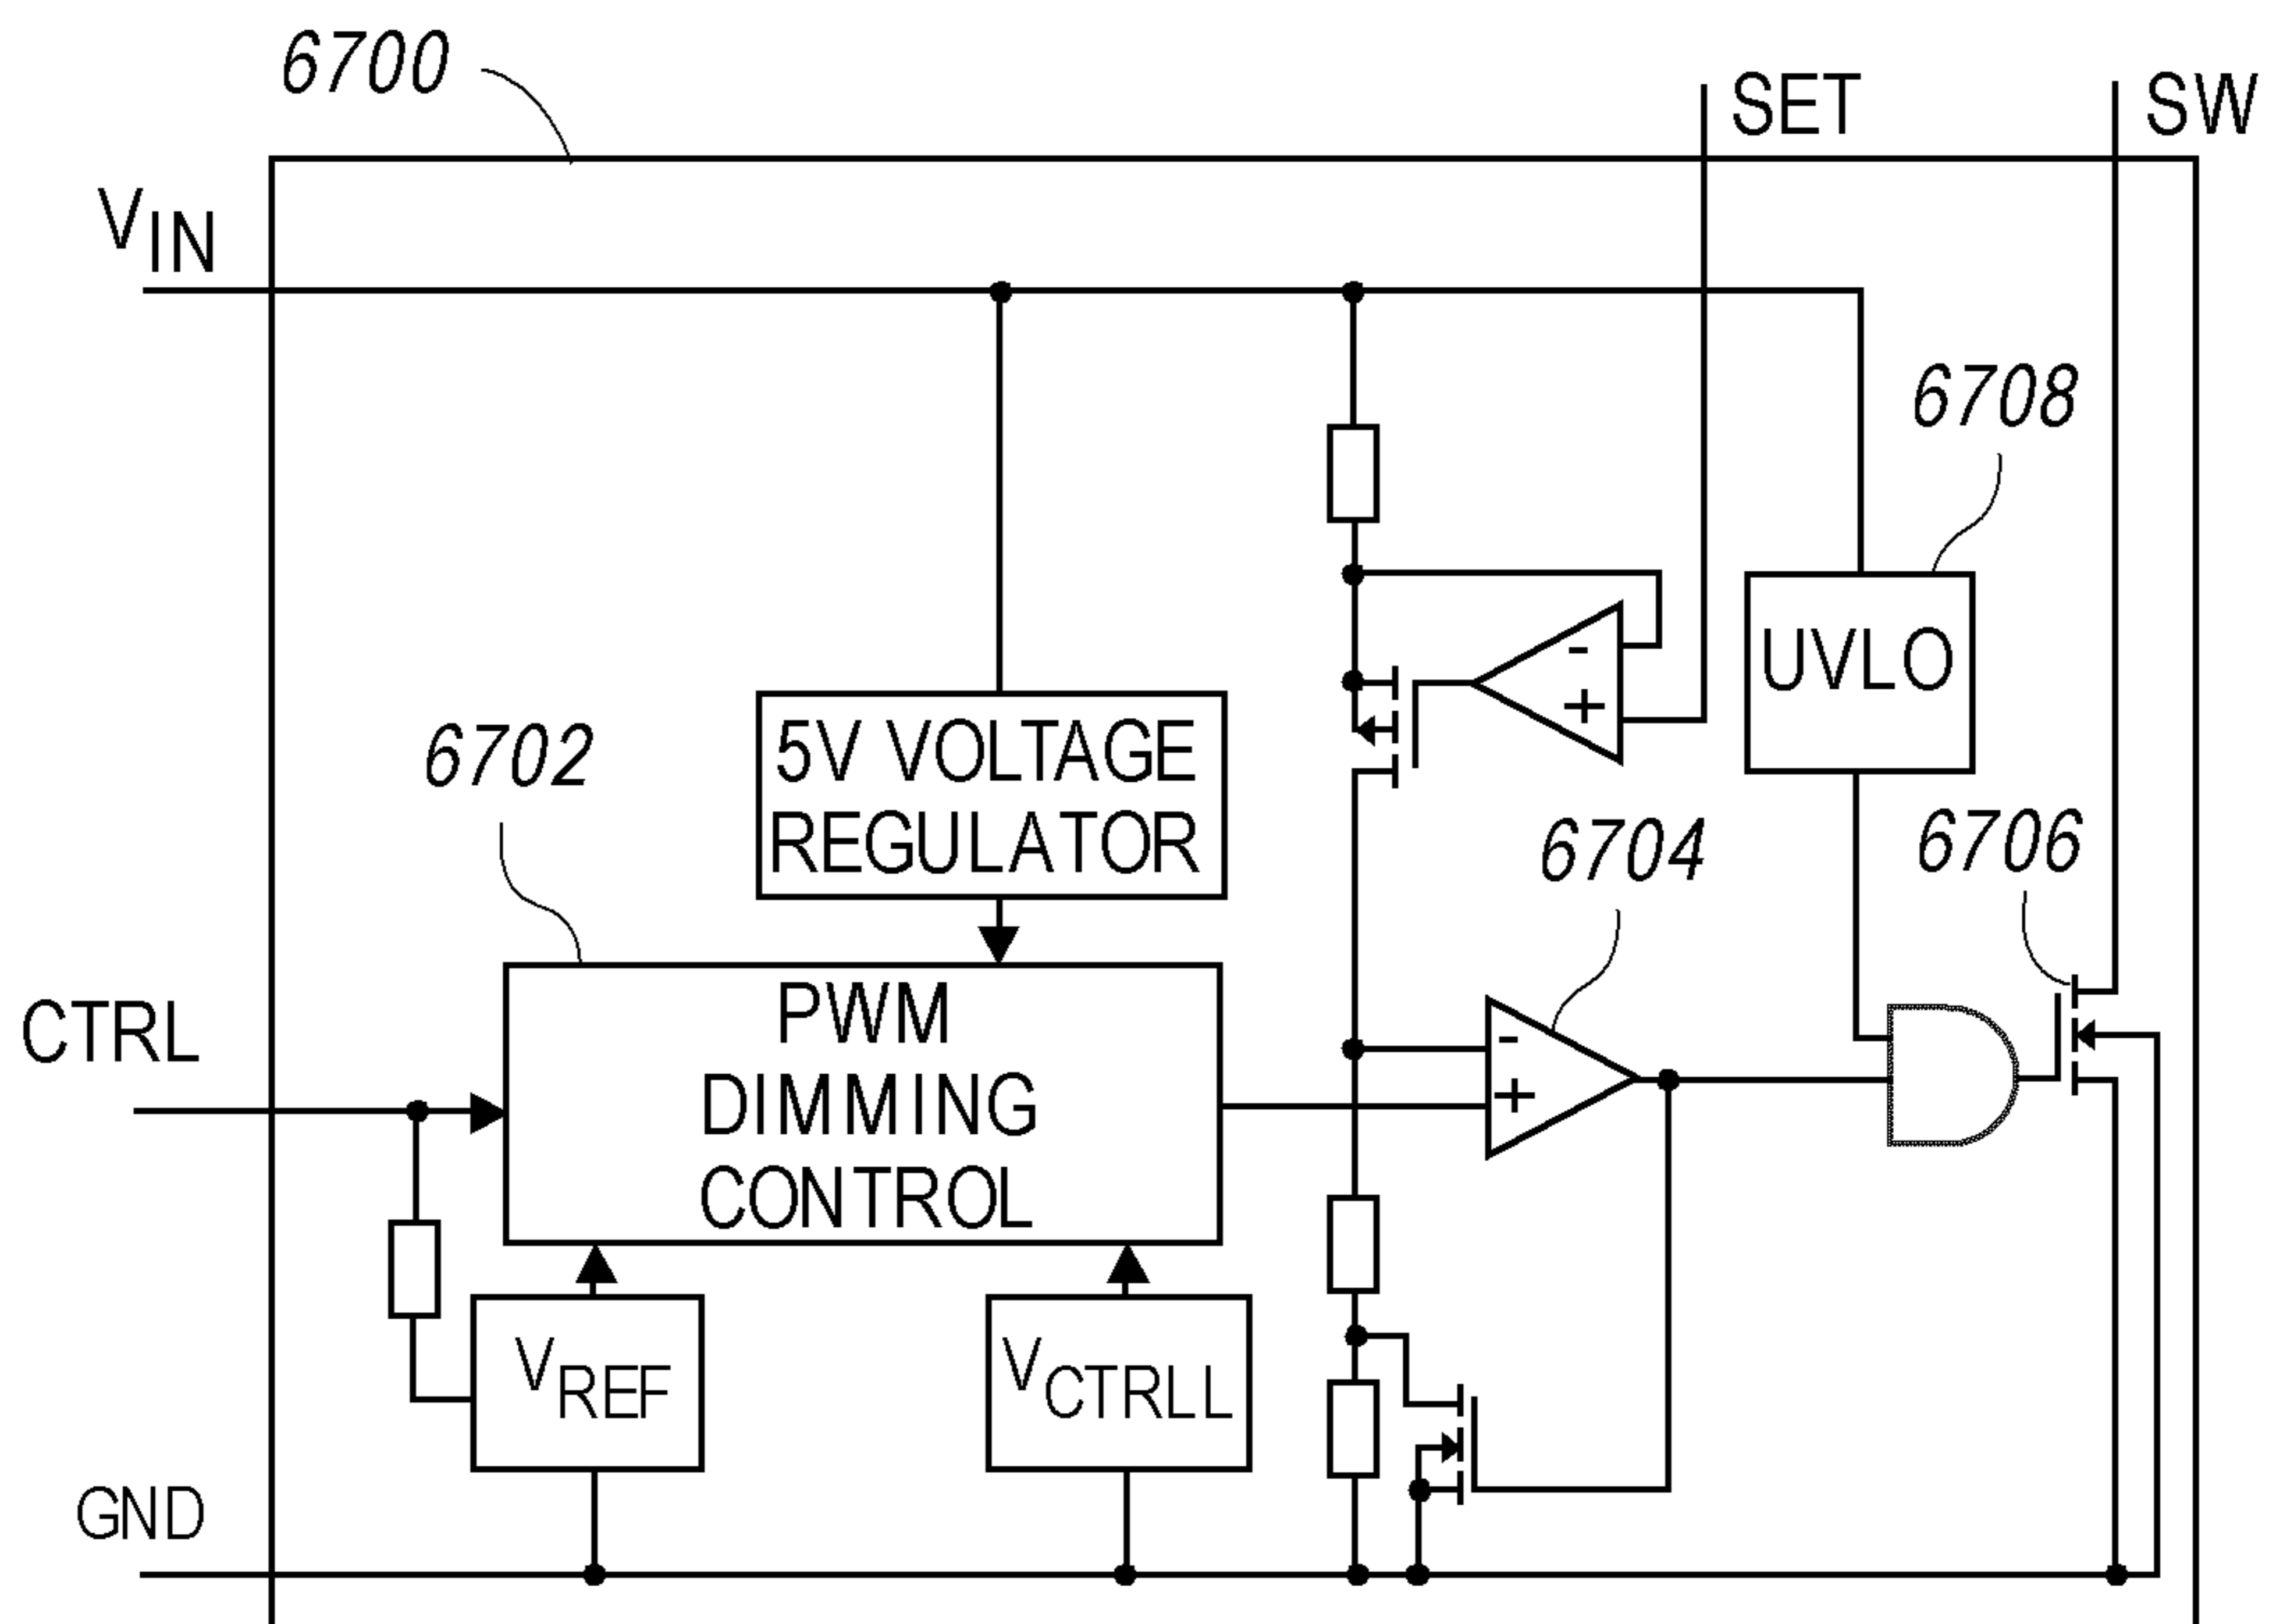 6700
SET
SW
VIN
6708
UVLO
6702
5V VOLTAGE
REGULATOR
6704
6706
-
+
CTRL
PWM
DIMMING
CONTROL
-
+
VREF
VCTRLL
GND